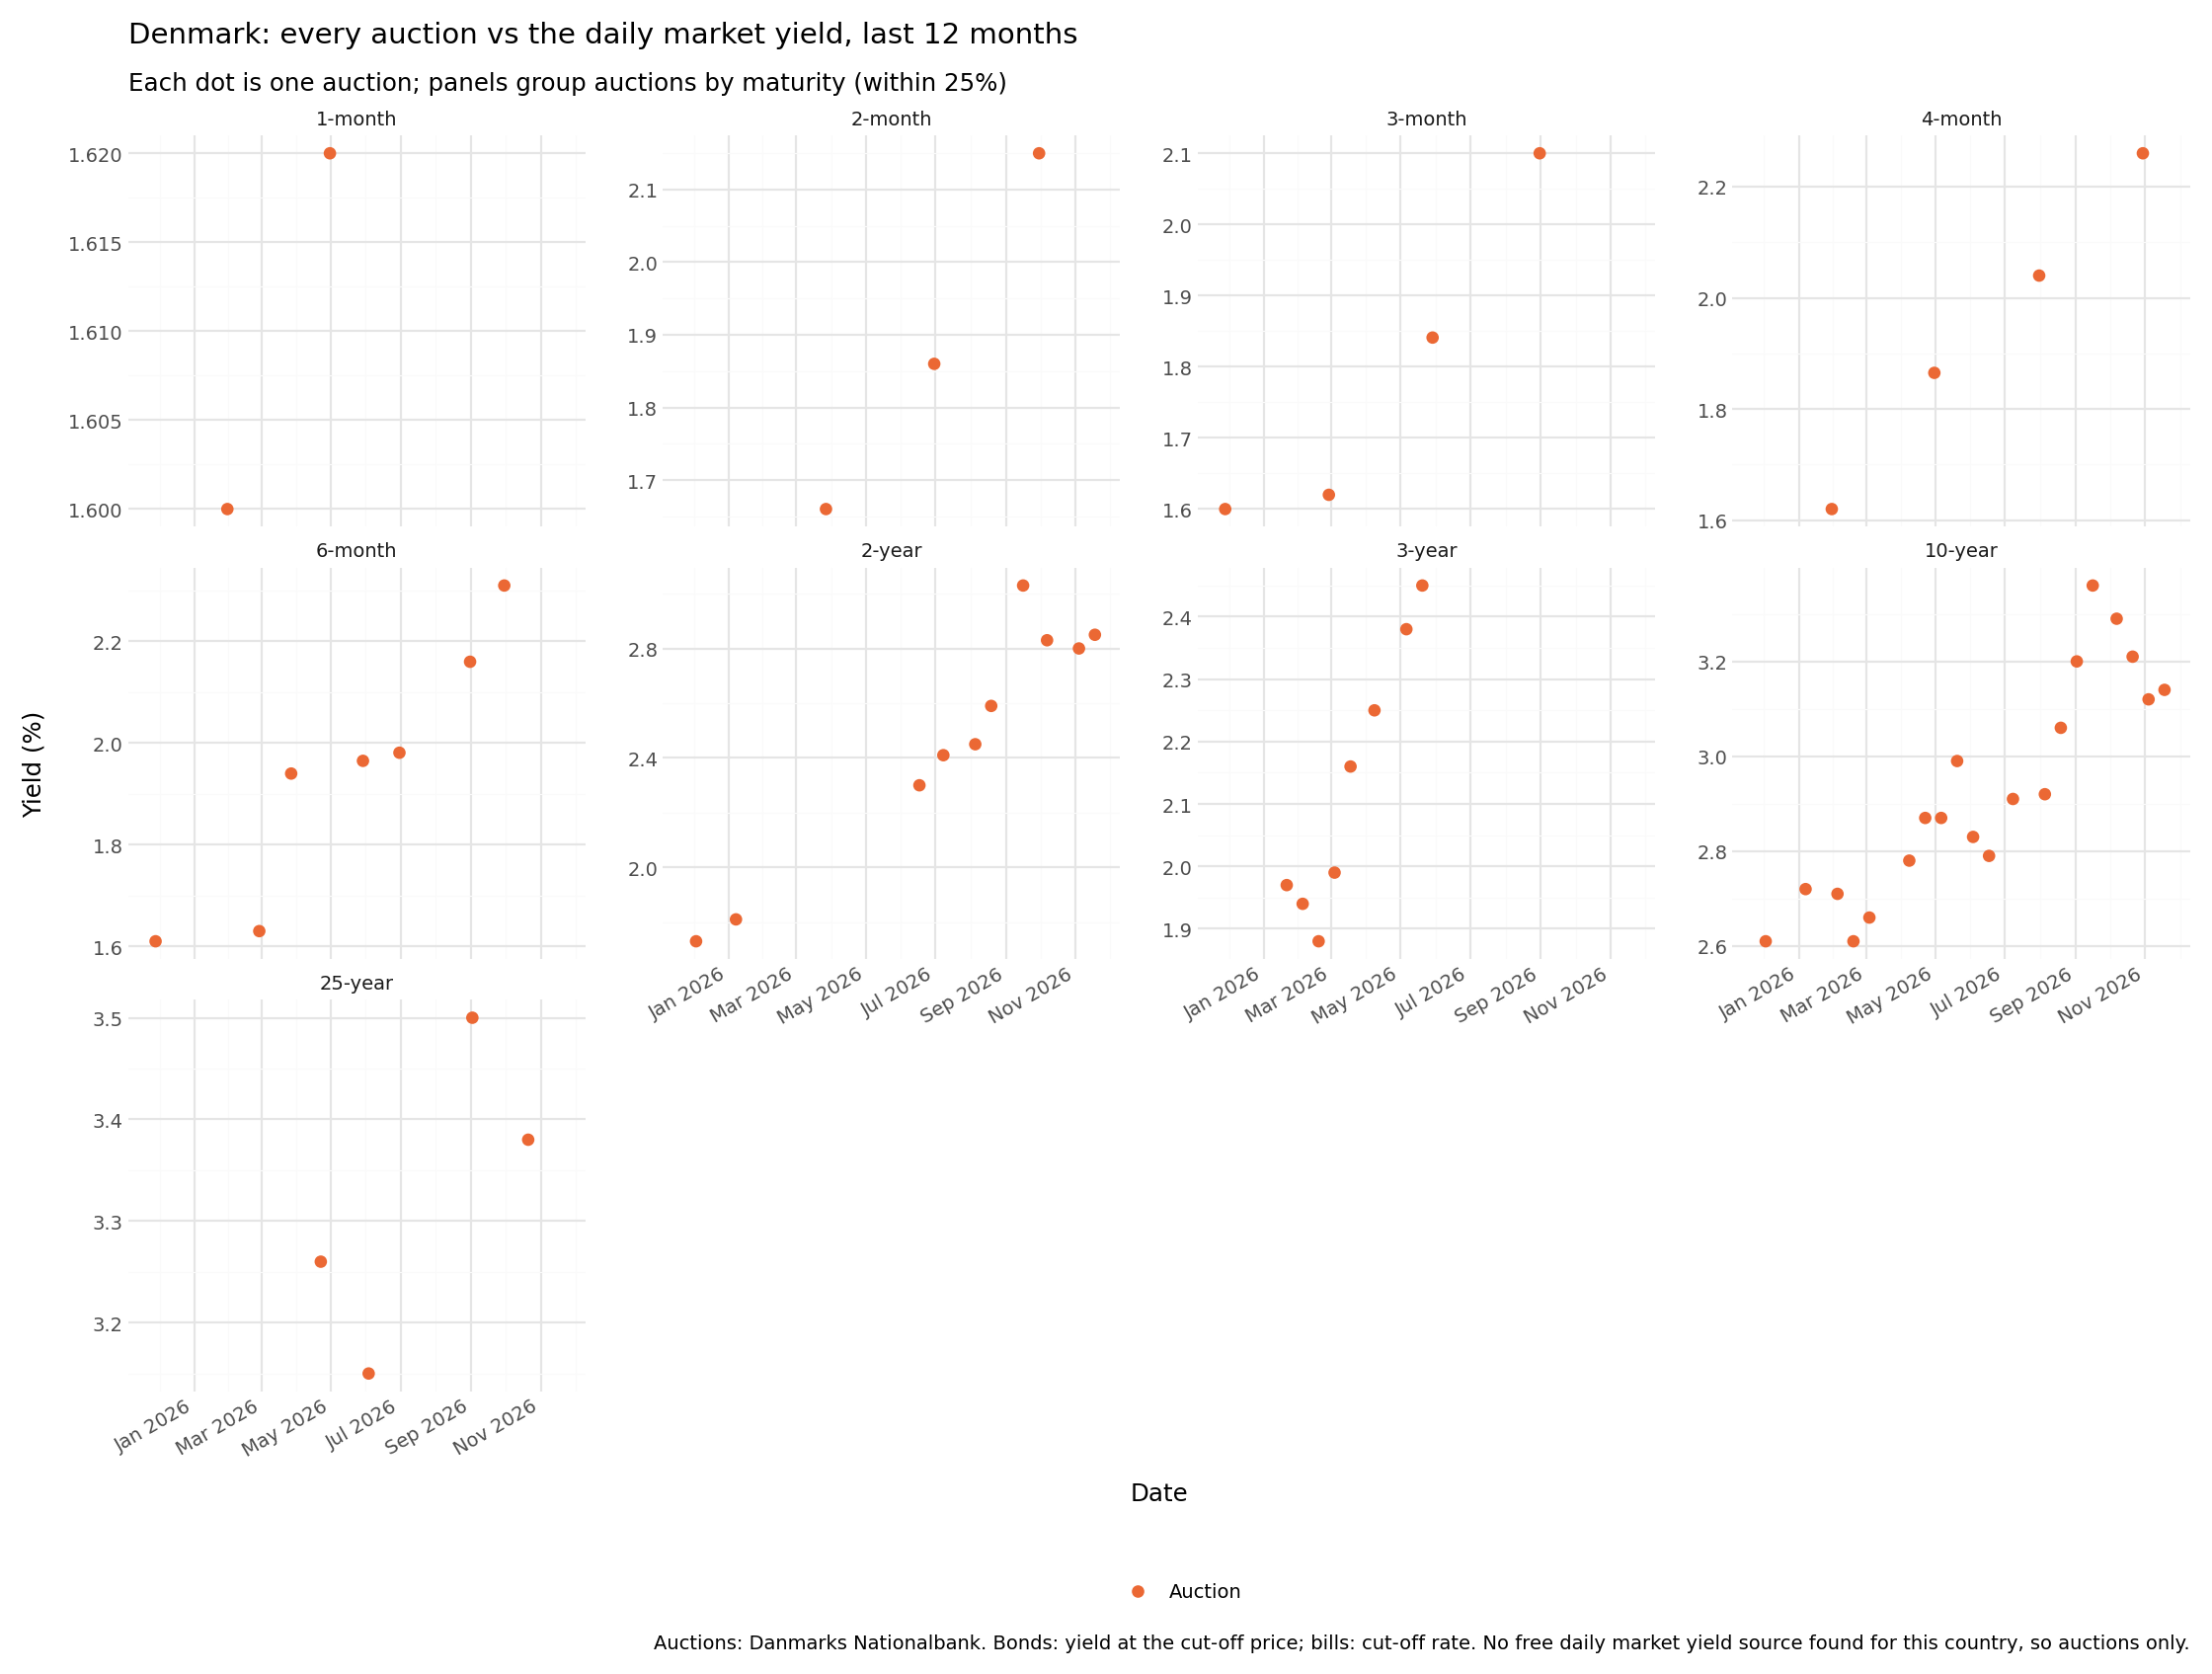 Denmark: every auction vs the daily market yield, last 12 months
Each dot is one auction; panels group auctions by maturity (within 25%)
1-month
2-month
3-month
4-month
1.620
1.615
1.610
1.605
1.600
2.1
2.0
1.9
1.8
1.7
2.1
2.0
1.9
1.8
1.7
1.6
2.2
2.0
1.8
1.6
6-month
2-year
3-year
10-year
2.2
2.0
1.8
1.6
2.8
2.4
2.0
2.4
2.3
2.2
2.1
2.0
1.9
3.2
3.0
2.8
2.6
Jan 2026 Mar 2026 May 2026 Jul 2026 Sep 2026 Nov 2026
Jan 2026 Mar 2026 May 2026 Jul 2026 Sep 2026 Nov 2026
Jan 2026 Mar 2026 May 2026 Jul 2026 Sep 2026 Nov 2026
25-year
3.5
3.4
3.3
3.2
Jan 2026 Mar 2026 May 2026 Jul 2026 Sep 2026 Nov 2026
Yield (%)
Date
Auction
Auctions: Danmarks Nationalbank. Bonds: yield at the cut-off price; bills: cut-off rate. No free daily market yield source found for this country, so auctions only.